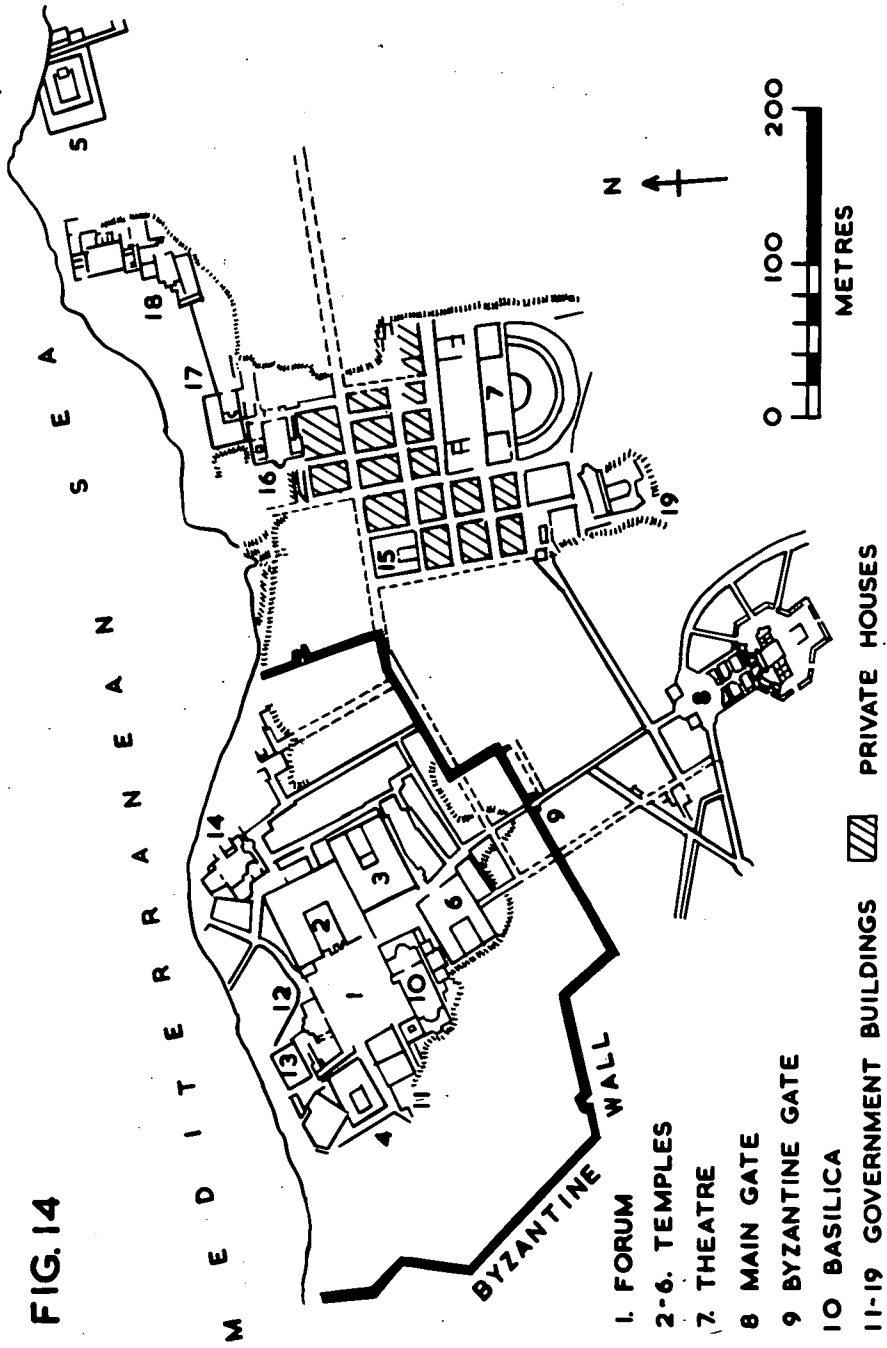 FIG. 14
MEDITERRANEAN SEA
5
18
17
16
14
12
13
2
3
1
4
10
6
11
15
7
19
9
8
BYZANTINE WALL
N
0 100 200
METRES
1. FORUM
2-6. TEMPLES
7. THEATRE
8 MAIN GATE
9 BYZANTINE GATE
10 BASILICA
11-19 GOVERNMENT BUILDINGS
PRIVATE HOUSES